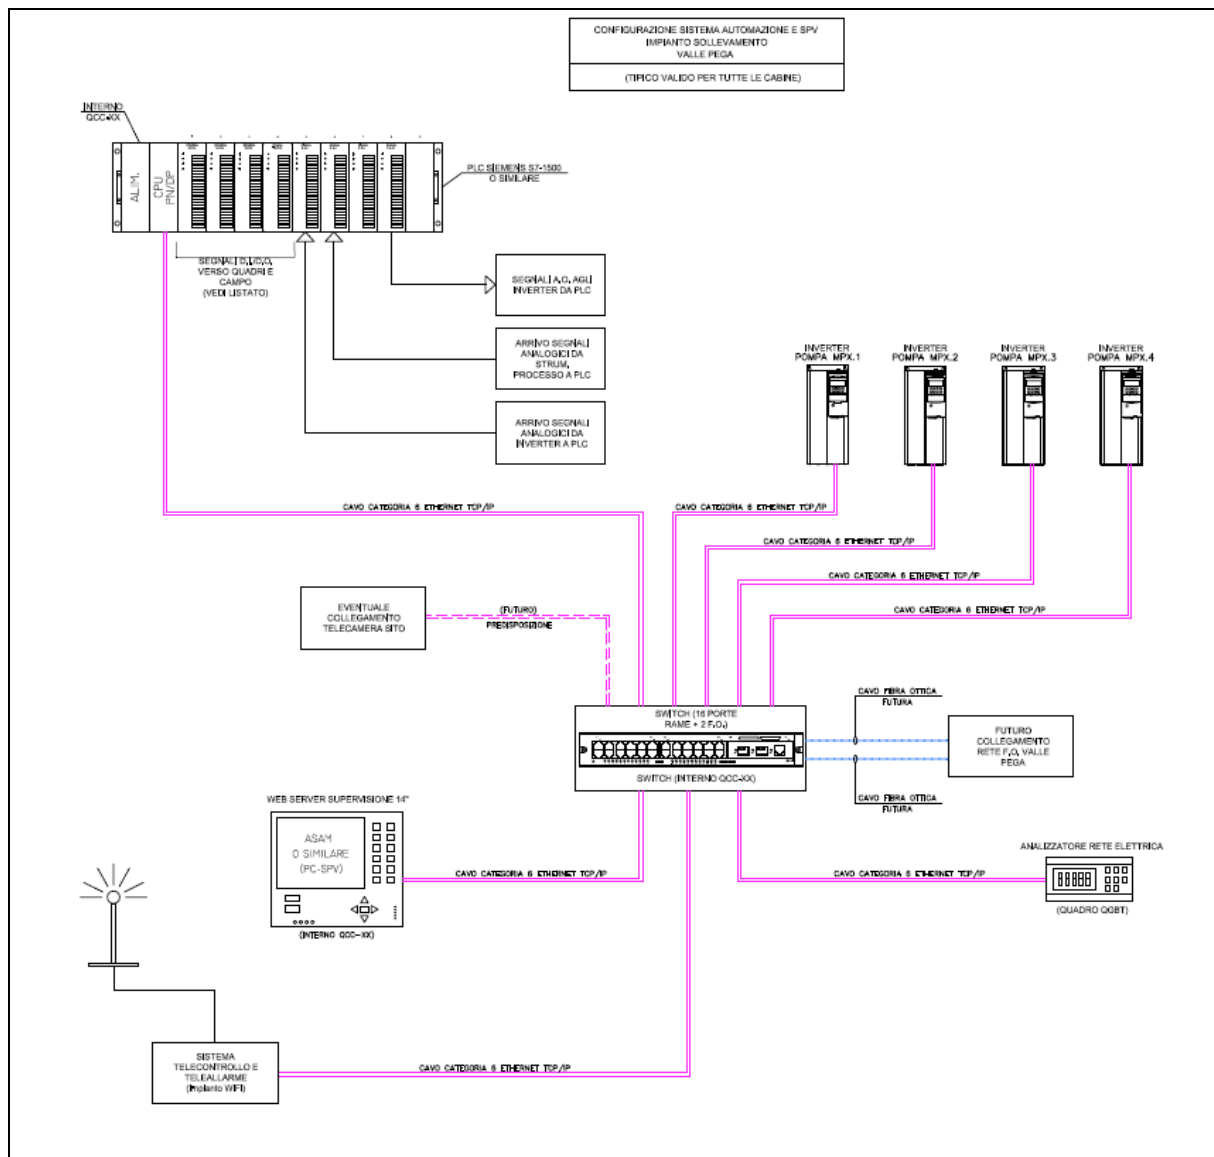 CONFIGURAZIONE SISTEMA AUTOMAZIONE E SPV
IMPIANTO SOLLEVAMENTO
VALLE PEGA
(TIPICO VALIDO PER TUTTE LE CABINE)
INTERNO
QCC-XX
ALIM.
CPU
PN/DP
PLC SIEMENS S7-1500
O SIMILARE
SEGNALI D.I./D.O.
VERSO QUADRI E
CAMPO
(VEDI LISTATO)
SEGNALI A.O. AGLI
INVERTER DA PLC
ARRIVO SEGNALI
ANALOGICI DA
STRUM.
PROCESSO A PLC
ARRIVO SEGNALI
ANALOGICI DA
INVERTER A PLC
INVERTER
POMPA MPX.1
INVERTER
POMPA MPX.2
INVERTER
POMPA MPX.3
INVERTER
POMPA MPX.4
CAVO CATEGORIA 6 ETHERNET TCP/IP
CAVO CATEGORIA 6 ETHERNET TCP/IP
CAVO CATEGORIA 6 ETHERNET TCP/IP
CAVO CATEGORIA 6 ETHERNET TCP/IP
CAVO CATEGORIA 6 ETHERNET TCP/IP
EVENTUALE
COLLEGAMENTO
TELECAMERA SITO
(FUTURO)
PREDISPOSIZIONE
SWITCH (16 PORTE
RAME + 2 F.O.)
SWITCH (INTERNO QCC-XX)
CAVO FIBRA OTTICA
FUTURA
FUTURO
COLLEGAMENTO
RETE F.O. VALLE
PEGA
CAVO FIBRA OTTICA
FUTURA
WEB SERVER SUPERVISIONE 14"
ASAM
O SIMILARE
(PC-SPV)
(INTERNO QCC-XX)
CAVO CATEGORIA 6 ETHERNET TCP/IP
CAVO CATEGORIA 6 ETHERNET TCP/IP
ANALIZZATORE RETE ELETTRICA
(QUADRO QGBT)
SISTEMA
TELECONTROLLO E
TELEALLARME
(Impianto WIFI)
CAVO CATEGORIA 6 ETHERNET TCP/IP